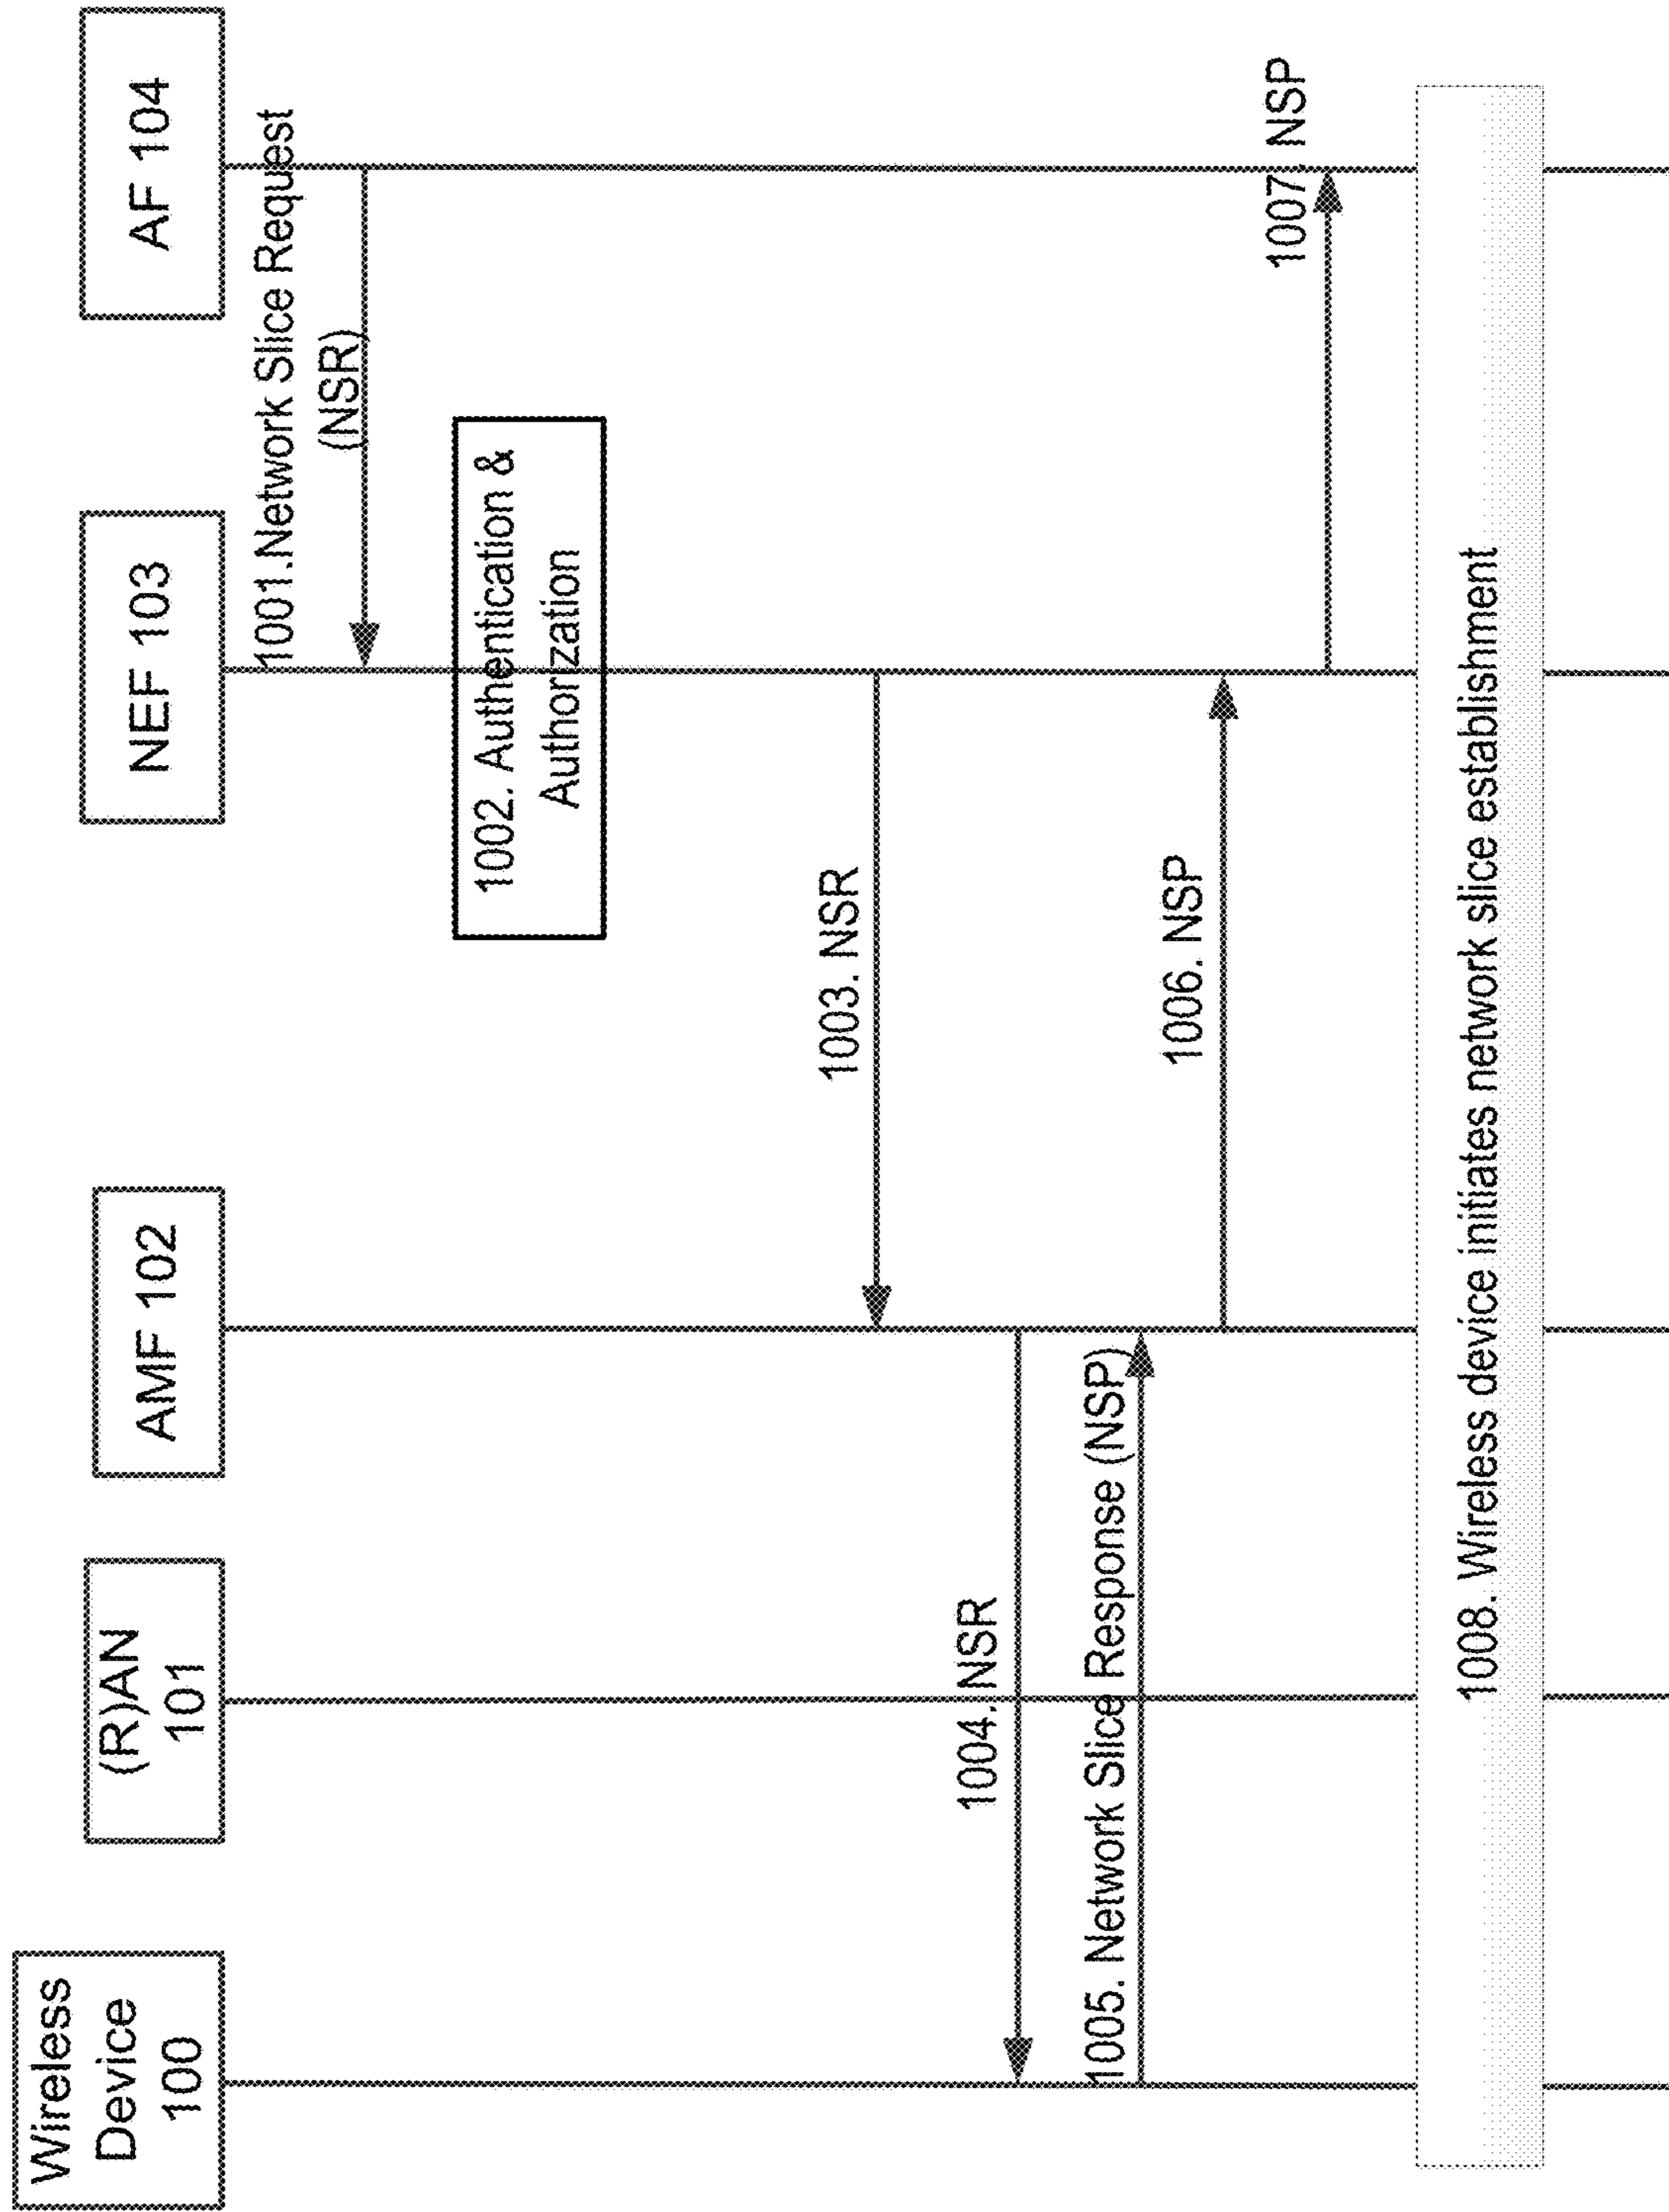 Wireless
Device
100
(R)AN
101
AMF 102
NEF 103
AF 104
1001.Network Slice Request
(NSR)
1002. Authentication &
Authorization
1003. NSR
1004. NSR
1005. Network Slice Response (NSP)
1006. NSP
1007. NSP
1008. Wireless device initiates network slice establishment